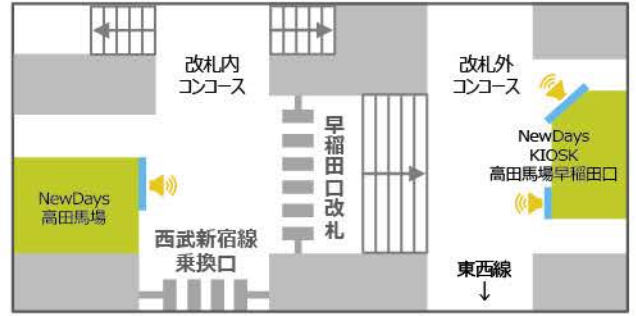 改札内
コンコース
改札外
コンコース
早稲田口改札
NewDays
KIOSK
高田馬場早稲田口
NewDays
高田馬場
西武新宿線
乗換口
東西線
↓